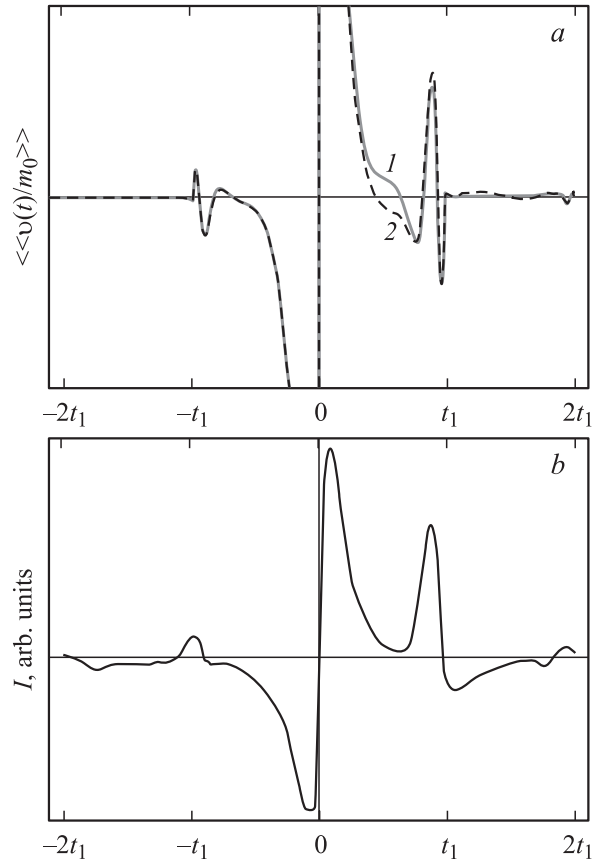 a
<<υ(t)/m₀>>
1
2
−2t₁ −t₁ 0 t₁ 2t₁
b
I, arb. units
−2t₁ −t₁ 0 t₁ 2t₁